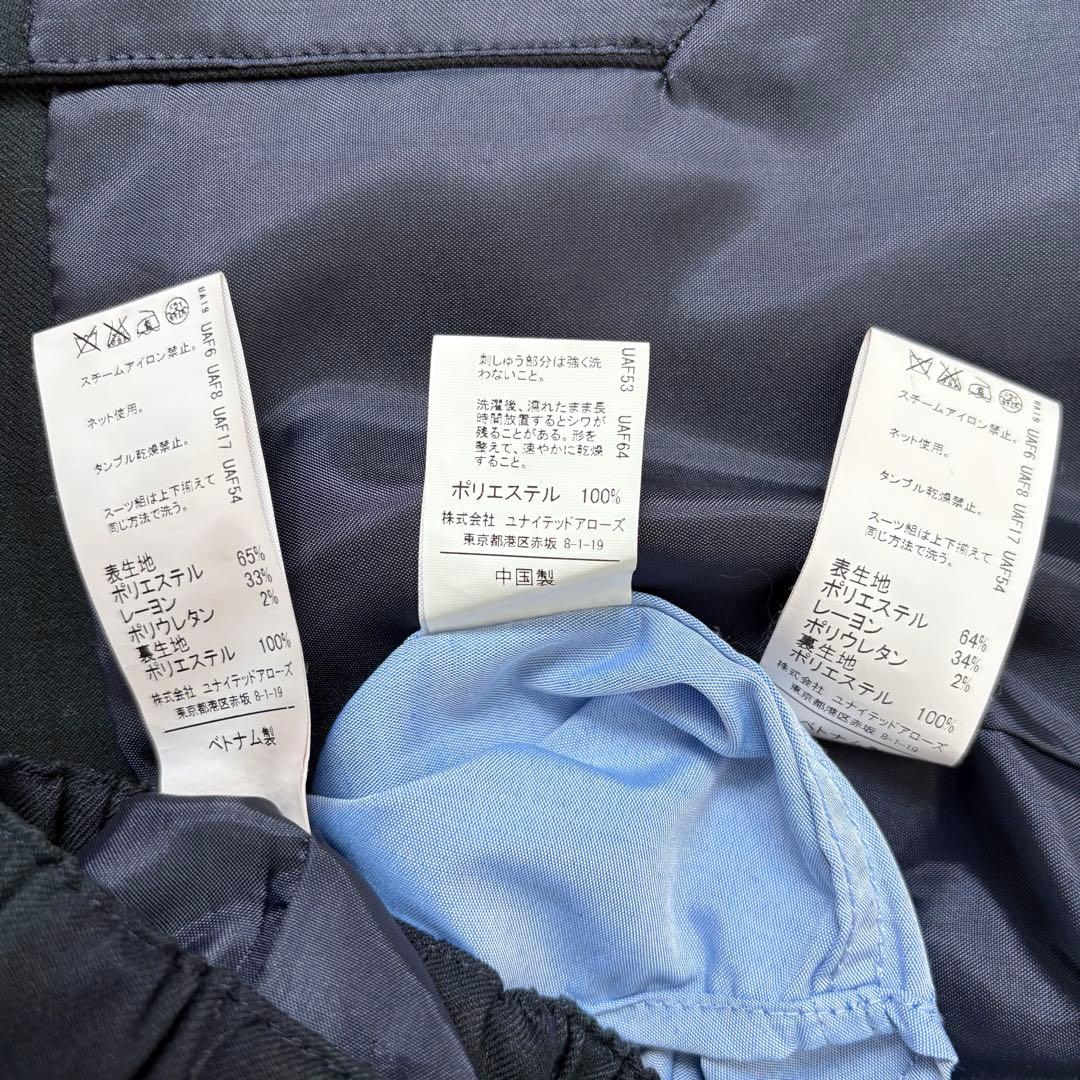 UA19 UAF6 UAF8 UAF17 UAF54
スチームアイロン禁止。
ネット使用。
タンブル乾燥禁止。
スーツ組は上下揃えて
同じ方法で洗う。
表生地
ポリエステル 65%
レーヨン 33%
ポリウレタン 2%
裏生地
ポリエステル 100%
株式会社 ユナイテッドアローズ
東京都港区赤坂 8-1-19
ベトナム製
UAF53 UAF64
刺しゅう部分は強く洗
わないこと。
洗濯後、濡れたまま長
時間放置するとシワが
残ることがある。形を
整えて、速やかに乾燥
すること。
ポリエステル 100%
株式会社 ユナイテッドアローズ
東京都港区赤坂 8-1-19
中国製
UA19 UAF6 UAF8 UAF17 UAF54
スチームアイロン禁止。
ネット使用。
タンブル乾燥禁止。
スーツ組は上下揃えて
同じ方法で洗う。
表生地
ポリエステル 64%
レーヨン 34%
ポリウレタン 2%
裏生地
ポリエステル 100%
株式会社 ユナイテッドアローズ
東京都港区赤坂 8-1-19
ベトナム